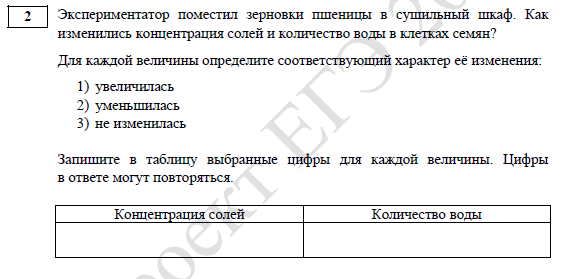 2
Экспериментатор поместил зерновки пшеницы в сушильный шкаф. Как
изменились концентрация солей и количество воды в клетках семян?
Для каждой величины определите соответствующий характер её изменения:
1) увеличилась
2) уменьшилась
3) не изменилась
Запишите в таблицу выбранные цифры для каждой величины. Цифры
в ответе могут повторяться.
Концентрация солей Количество воды